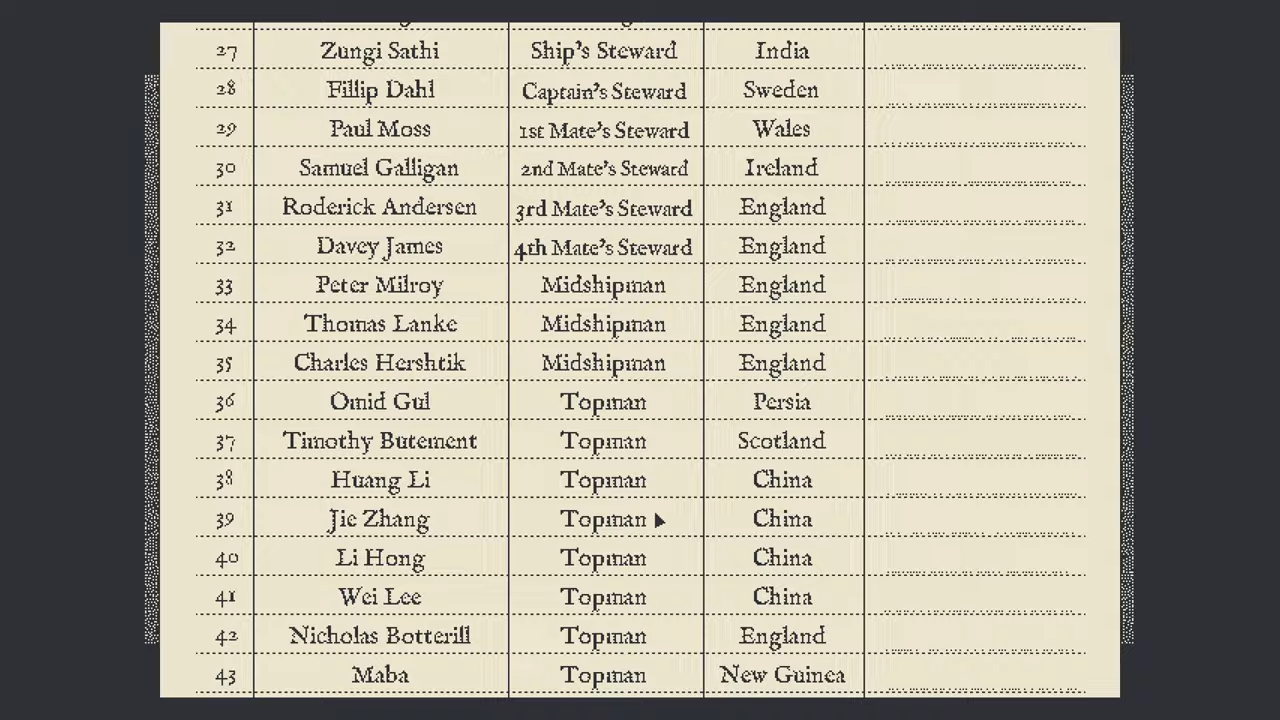 27 Zungi Sathi Ship's Steward India
28 Fillip Dahl Captain's Steward Sweden
29 Paul Moss 1st Mate's Steward Wales
30 Samuel Galligan 2nd Mate's Steward Ireland
31 Roderick Andersen 3rd Mate's Steward England
32 Davey James 4th Mate's Steward England
33 Peter Milroy Midshipman England
34 Thomas Lanke Midshipman England
35 Charles Hershtik Midshipman England
36 Omid Gul Topman Persia
37 Timothy Butement Topman Scotland
38 Huang Li Topman China
39 Jie Zhang Topman China
40 Li Hong Topman China
41 Wei Lee Topman China
42 Nicholas Botterill Topman England
43 Maba Topman New Guinea